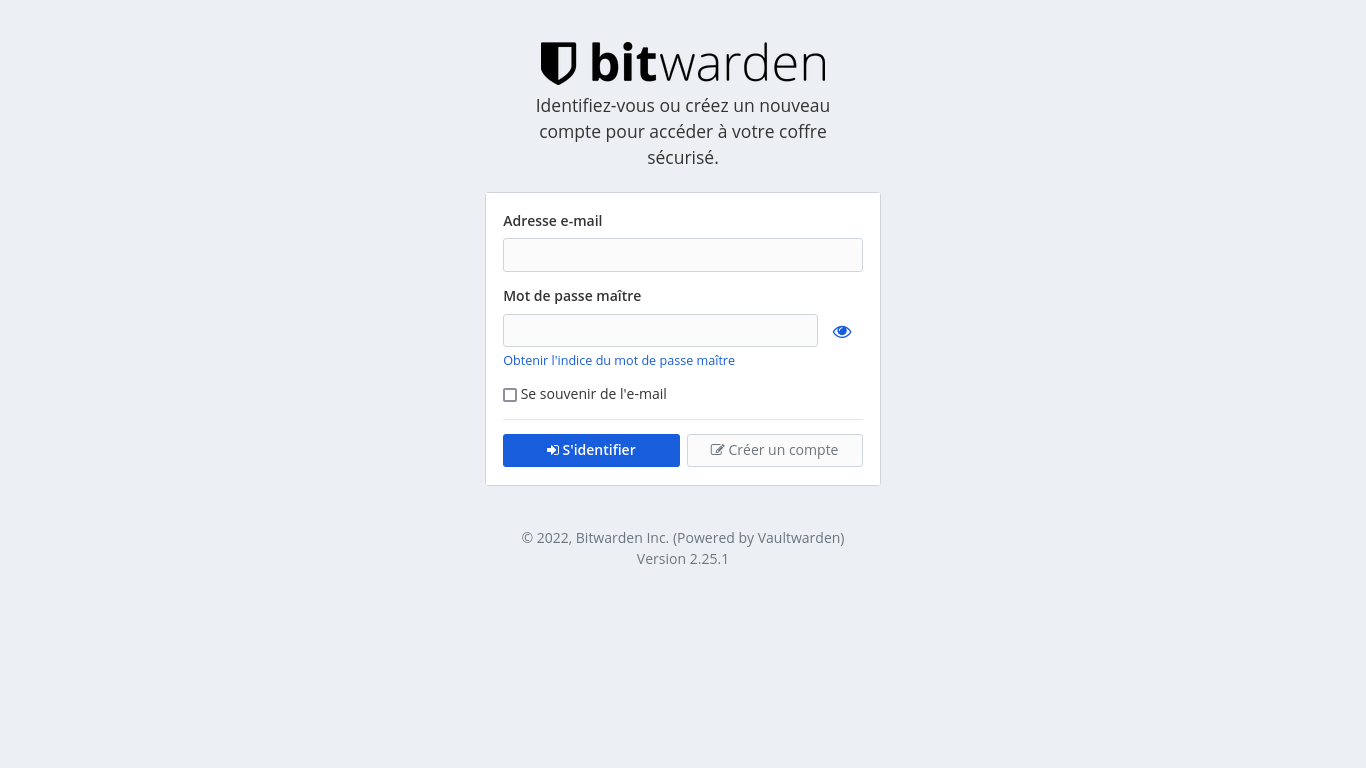 bitwarden
Identifiez-vous ou créez un nouveau
compte pour accéder à votre coffre
sécurisé.
Adresse e-mail
Mot de passe maître
Obtenir l'indice du mot de passe maître
Se souvenir de l'e-mail
S'identifier
Créer un compte
© 2022, Bitwarden Inc. (Powered by Vaultwarden)
Version 2.25.1